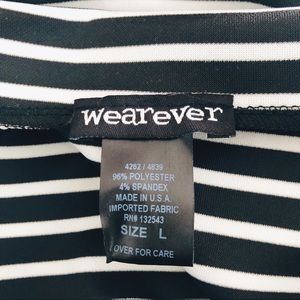 wearever
4262 / 4839
96% POLYESTER
4% SPANDEX
MADE IN U.S.A.
IMPORTED FABRIC
RN# 132543
SIZE L
OVER FOR CARE